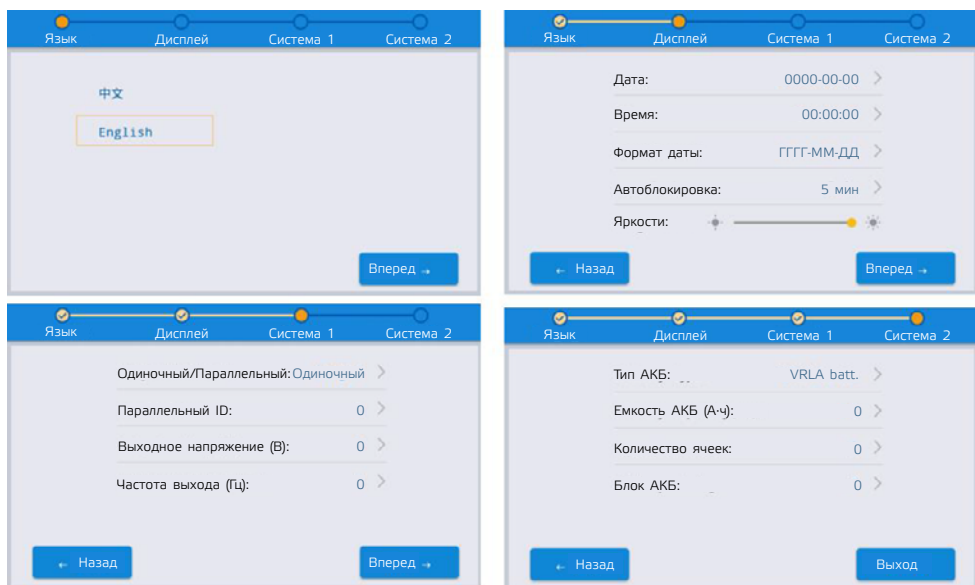 Язык Дисплей Система 1 Система 2
中文
English
Вперед →
Язык Дисплей Система 1 Система 2
Дата: 0000-00-00
Время: 00:00:00
Формат даты: ГГГГ-ММ-ДД
Автоблокировка: 5 мин
Яркости:
← Назад Вперед →
Язык Дисплей Система 1 Система 2
Одиночный/Параллельный: Одиночный
Параллельный ID: 0
Выходное напряжение (В): 0
Частота выхода (Гц): 0
← Назад Вперед →
Язык Дисплей Система 1 Система 2
Тип АКБ: VRLA batt.
Емкость АКБ (А·ч): 0
Количество ячеек: 0
Блок АКБ: 0
← Назад Выход